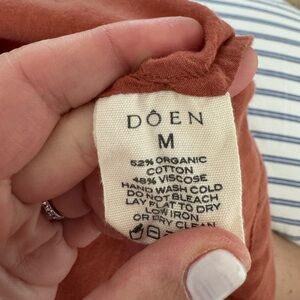 DÔEN
M
52% ORGANIC
COTTON
48% VISCOSE
HAND WASH COLD
DO NOT BLEACH
LAY FLAT TO DRY
LOW IRON
OR DRY CLEAN